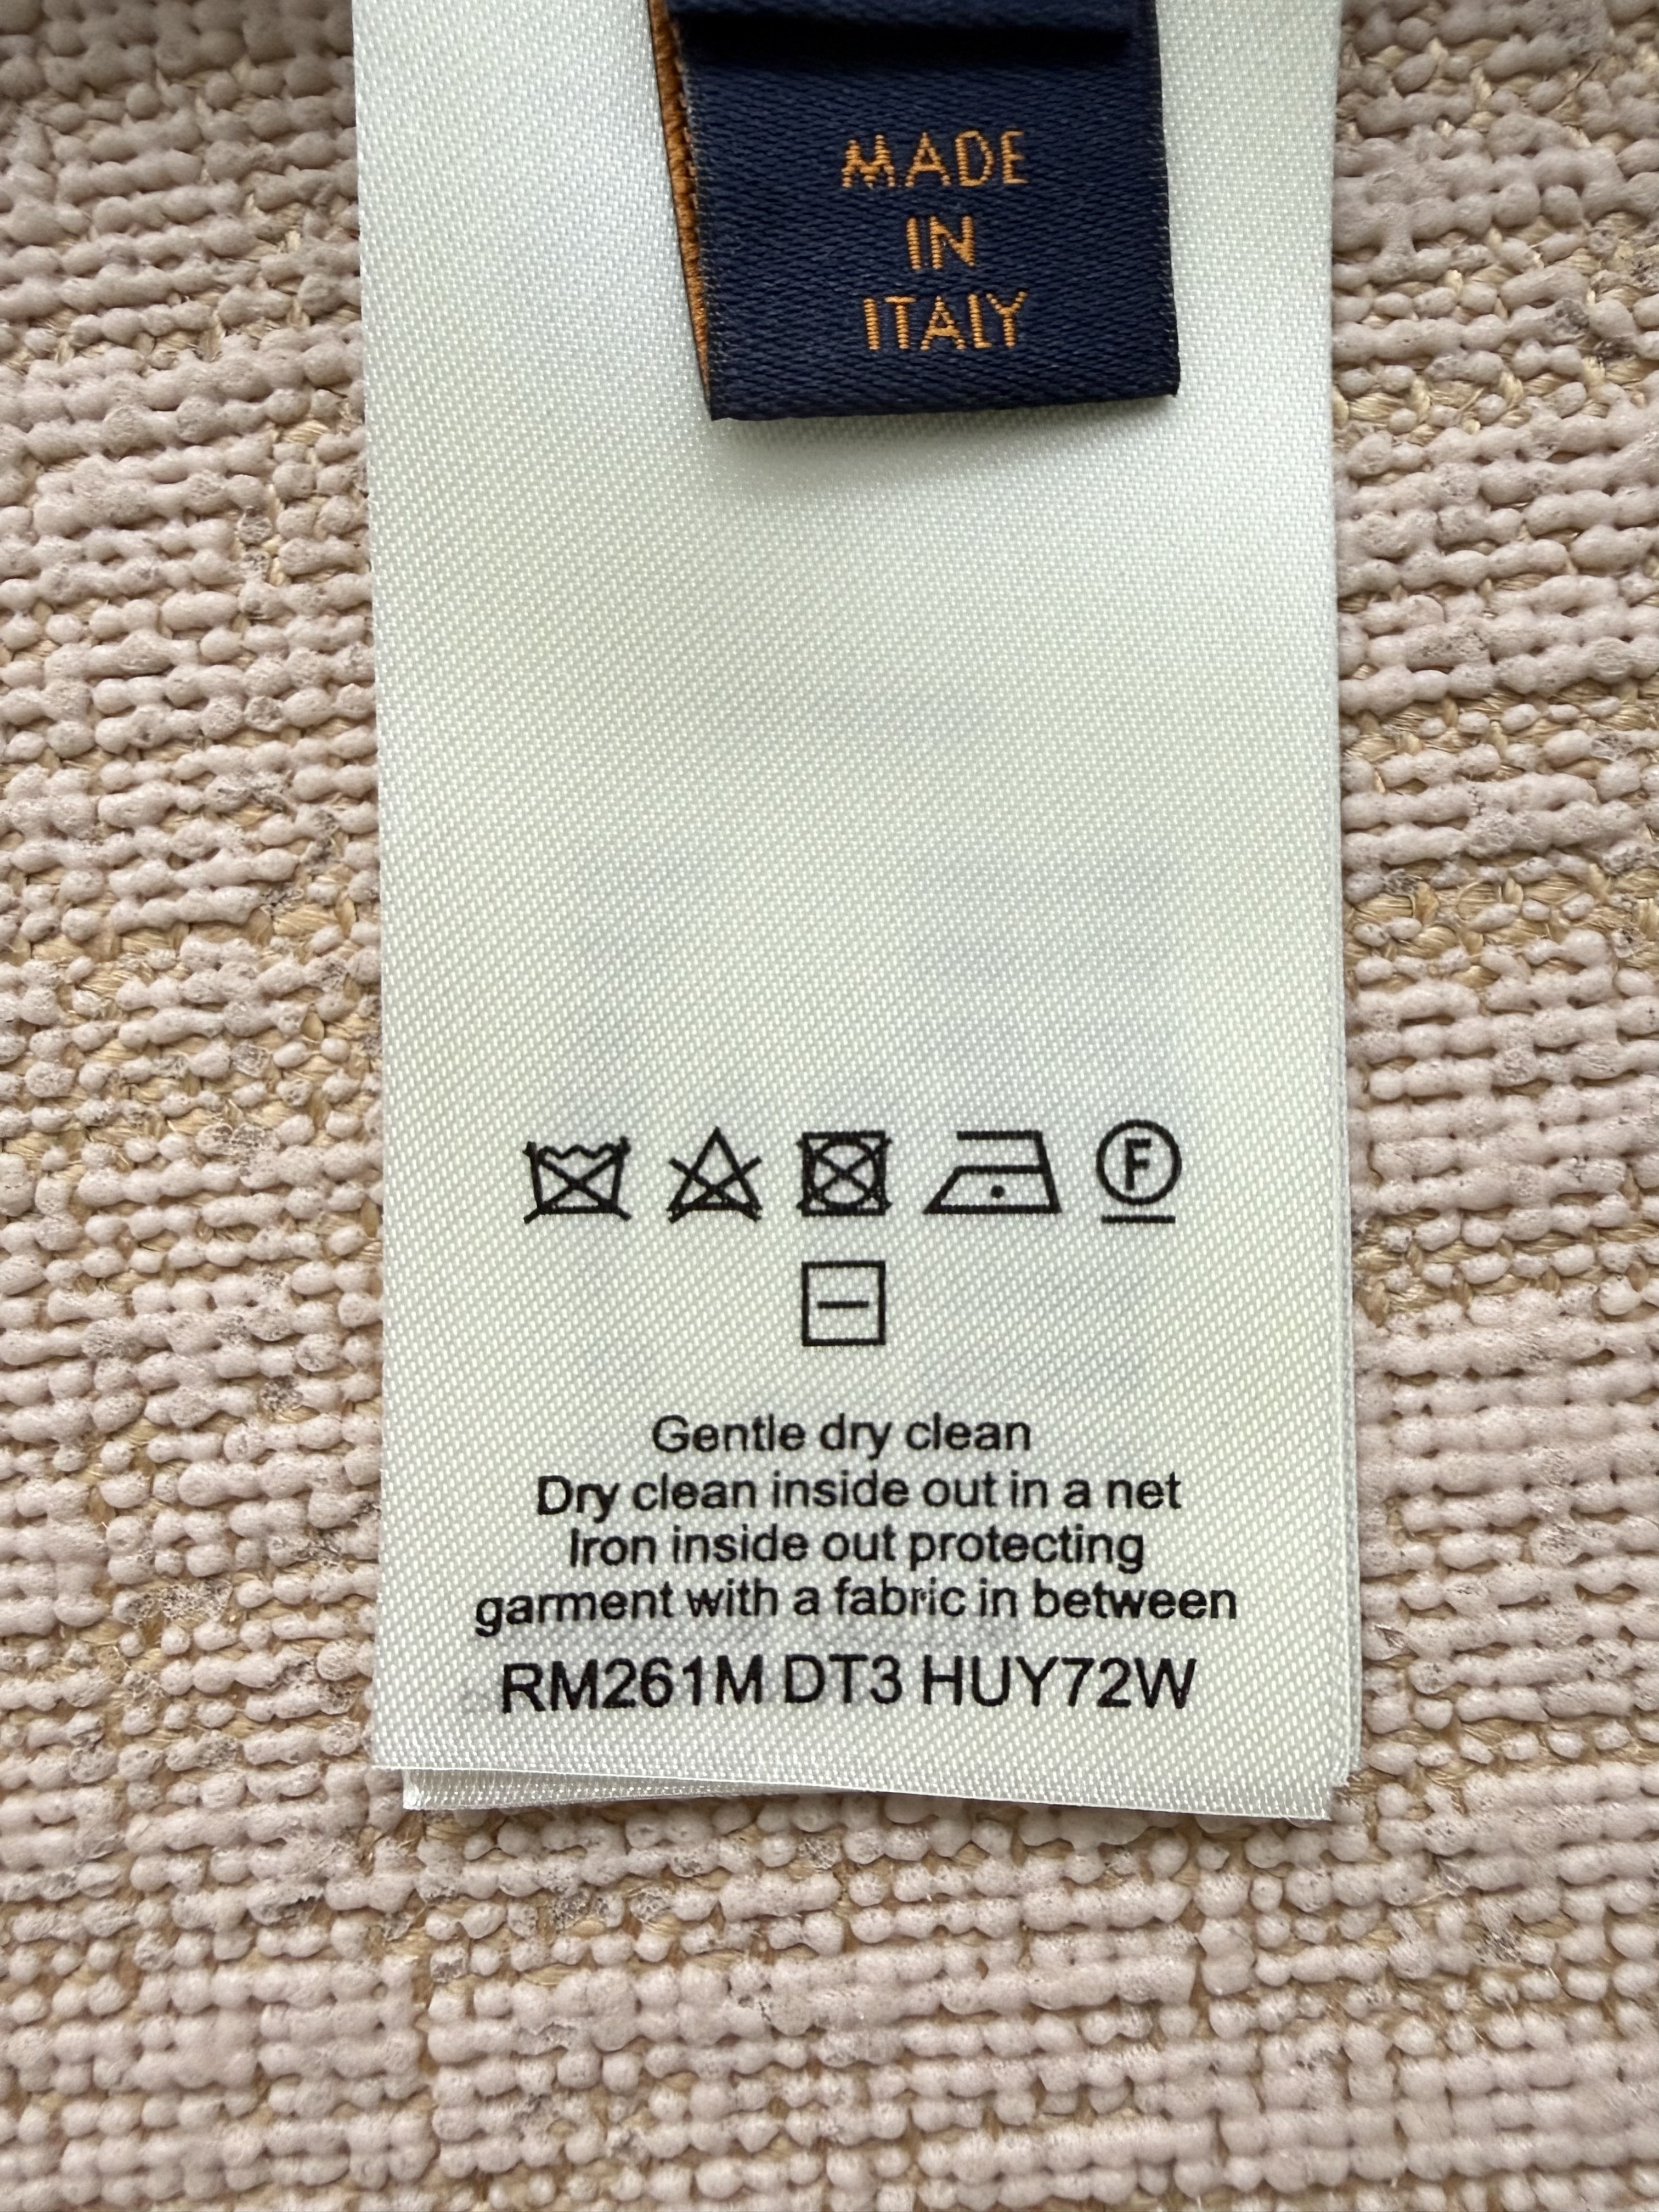 MADE
IN
ITALY
F
Gentle dry clean
Dry clean inside out in a net
Iron inside out protecting
garment with a fabric in between
RM261M DT3 HUY72W